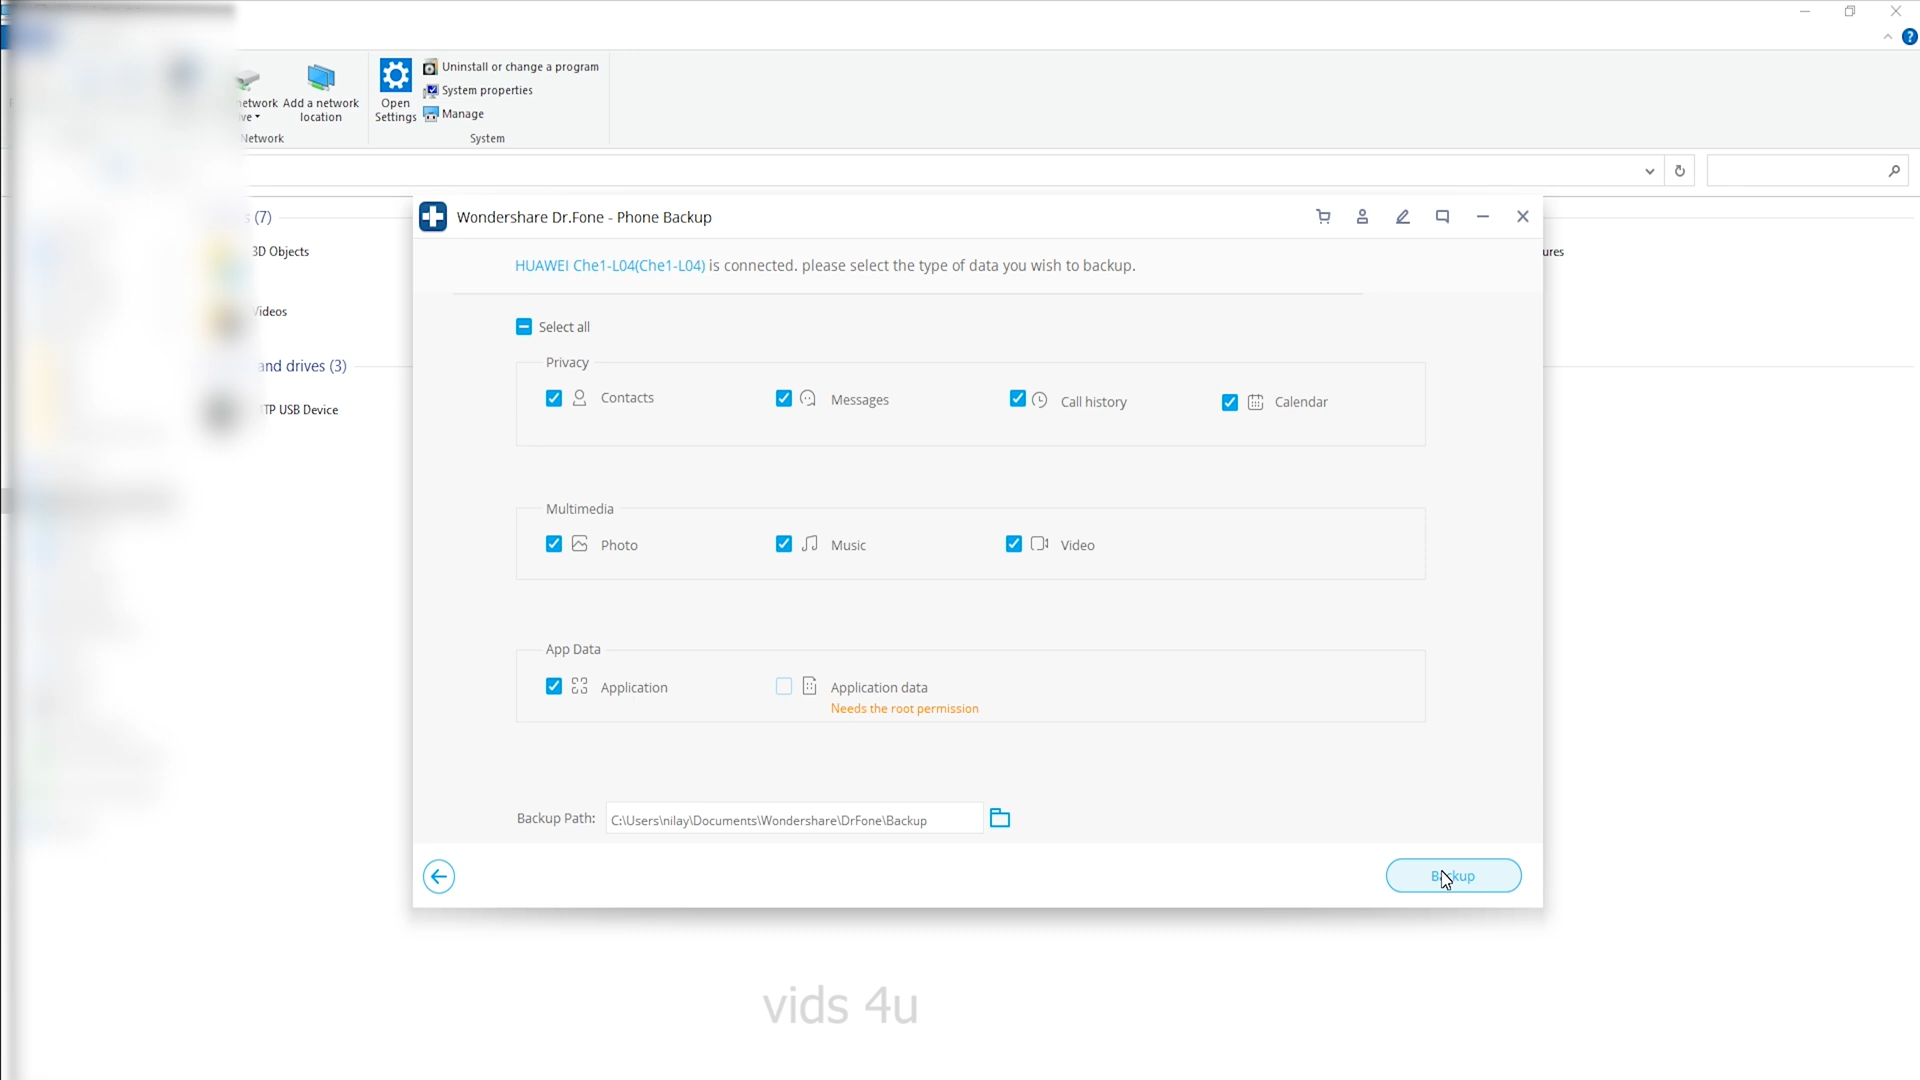 Add a network
location
Network
Open
Settings
Uninstall or change a program
System properties
Manage
System
(7)
3D Objects
Videos
and drives (3)
USB Device
Wondershare Dr.Fone - Phone Backup
HUAWEI Che1-L04(Che1-L04) is connected. please select the type of data you wish to backup.
Select all
Privacy
Contacts
Messages
Call history
Calendar
Multimedia
Photo
Music
Video
App Data
Application
Application data
Needs the root permission
Backup Path:
C:\Users\nilay\Documents\Wondershare\DrFone\Backup
Backup
vids 4u